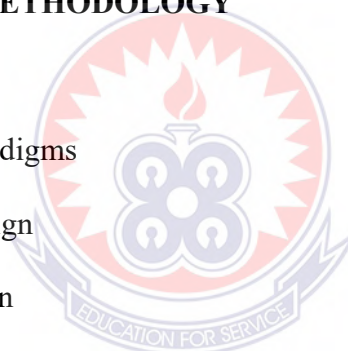 ETHODOLOGY
digms
gn
n
EDUCATION FOR SERVICE